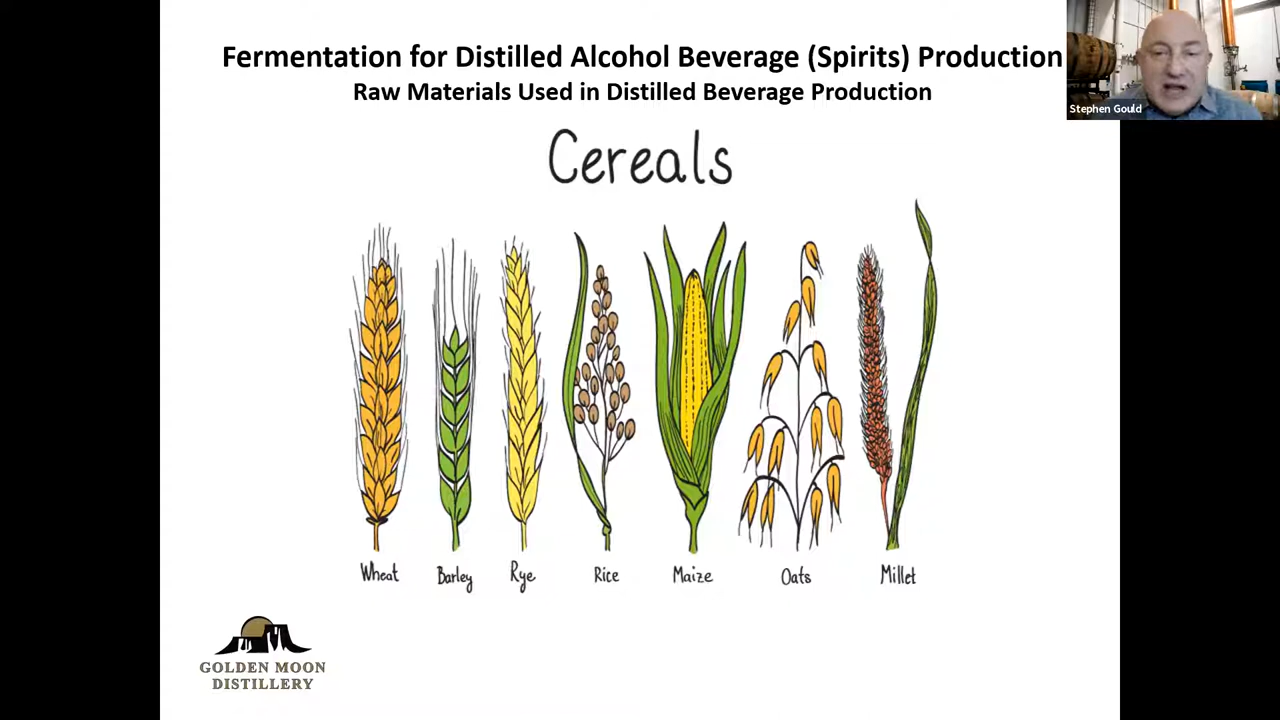 Fermentation for Distilled Alcohol Beverage (Spirits) Production
Raw Materials Used in Distilled Beverage Production
Stephen Gould
Cereals
Wheat Barley Rye Rice Maize Oats Millet
GOLDEN MOON
DISTILLERY